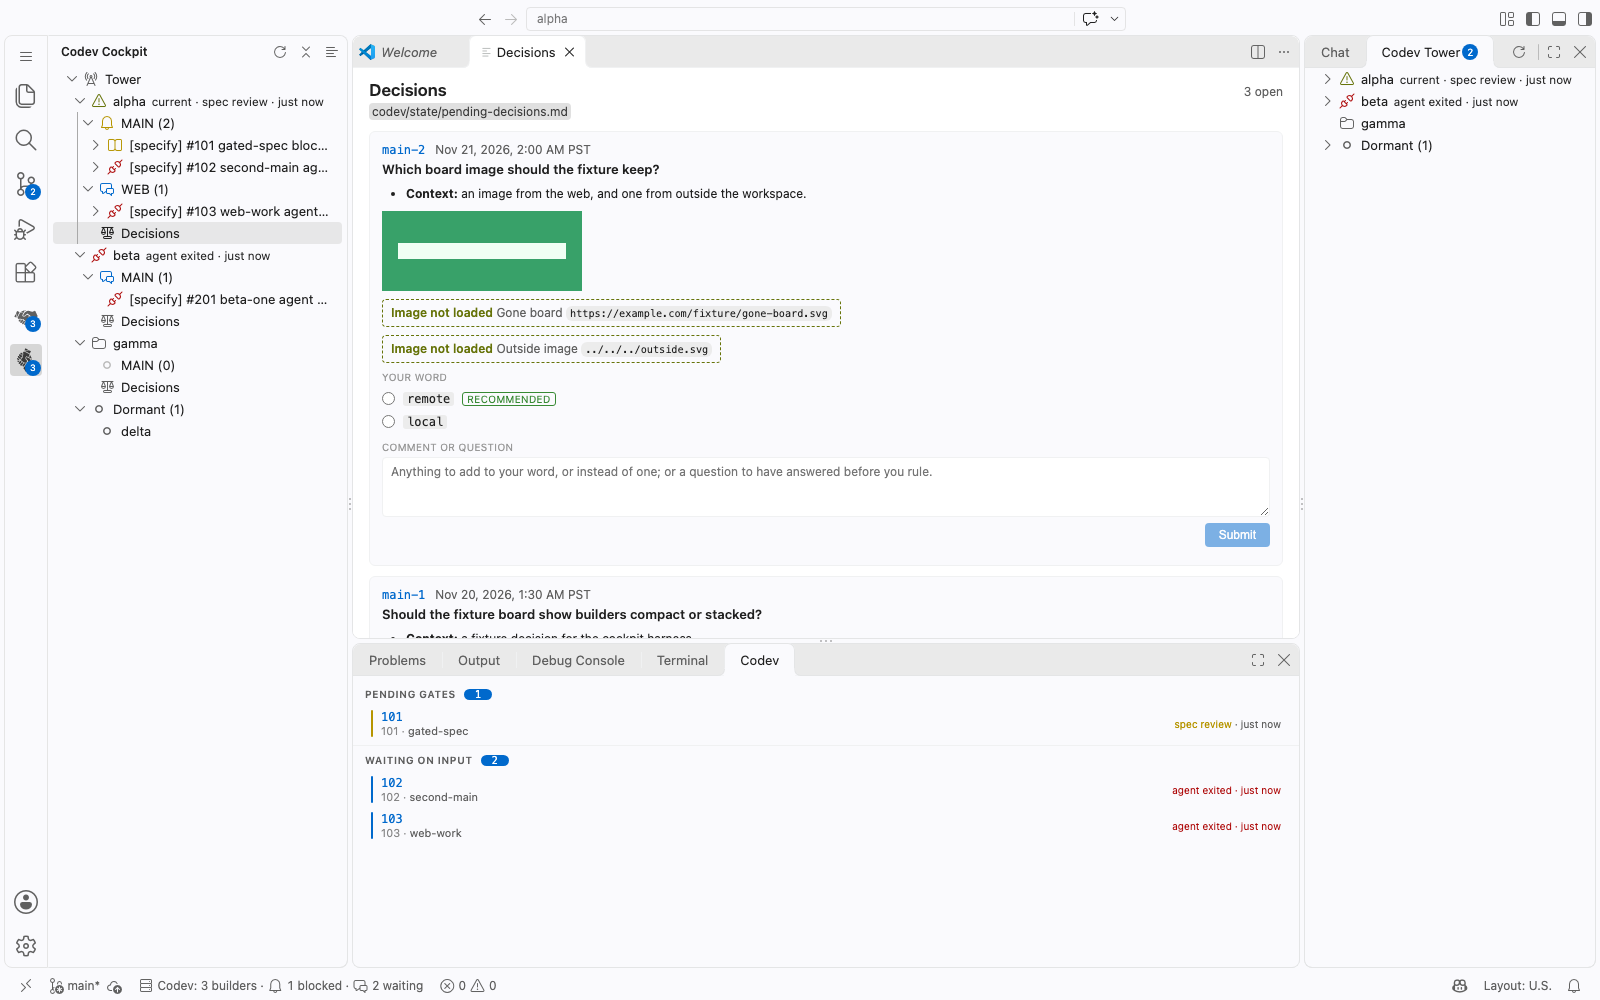 alpha
Codev Cockpit
Tower
alpha current · spec review · just now
MAIN (2)
[specify] #101 gated-spec bloc...
[specify] #102 second-main ag...
WEB (1)
[specify] #103 web-work agent...
Decisions
beta agent exited · just now
MAIN (1)
[specify] #201 beta-one agent ...
Decisions
gamma
MAIN (0)
Decisions
Dormant (1)
delta
2
3
3
Welcome
Decisions
Decisions
3 open
codev/state/pending-decisions.md
main-2 Nov 21, 2026, 2:00 AM PST
Which board image should the fixture keep?
• Context: an image from the web, and one from outside the workspace.
Image not loaded Gone board https://example.com/fixture/gone-board.svg
Image not loaded Outside image ../../../outside.svg
YOUR WORD
remote RECOMMENDED
local
COMMENT OR QUESTION
Anything to add to your word, or instead of one; or a question to have answered before you rule.
Submit
main-1 Nov 20, 2026, 1:30 AM PST
Should the fixture board show builders compact or stacked?
• Context: a fixture decision for the cockpit harness
Problems Output Debug Console Terminal Codev
PENDING GATES 1
101
101 · gated-spec
spec review · just now
WAITING ON INPUT 2
102
102 · second-main
agent exited · just now
103
103 · web-work
agent exited · just now
Chat
Codev Tower 2
alpha current · spec review · just now
beta agent exited · just now
gamma
Dormant (1)
main*
Codev: 3 builders · 1 blocked · 2 waiting
0 0
Layout: U.S.